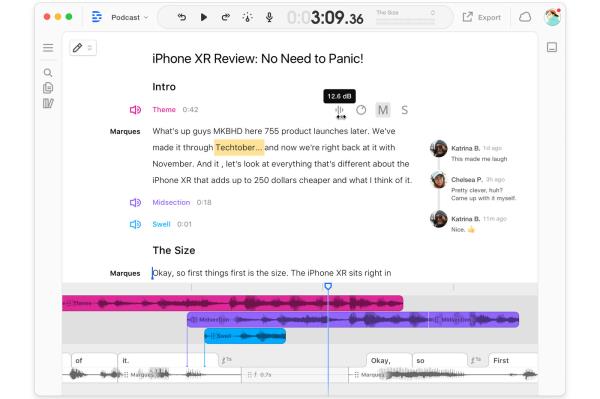 Podcast
0:03:09.36
The Size
Export
iPhone XR Review: No Need to Panic!
Intro
12.6 dB
Theme 0:42
M S
Marques
What's up guys MKBHD here 755 product launches later. We've
made it through Techtober... and now we're right back at it with
November. And it , let's look at everything that's different about the
iPhone XR that adds up to 250 dollars cheaper and what I think of it.
Katrina B. 1d ago
This made me laugh
Chelsea P. 3h ago
Pretty clever, huh?
Came up with it myself.
Katrina B. 11m ago
Nice. 👍
Midsection 0:18
Swell 0:01
The Size
Marques
Okay, so first things first is the size. The iPhone XR sits right in
Theme
Midsection
Midsection
Swell
of
it.
1s
Okay,
so
1s
First
Marques
0.7s
Marques